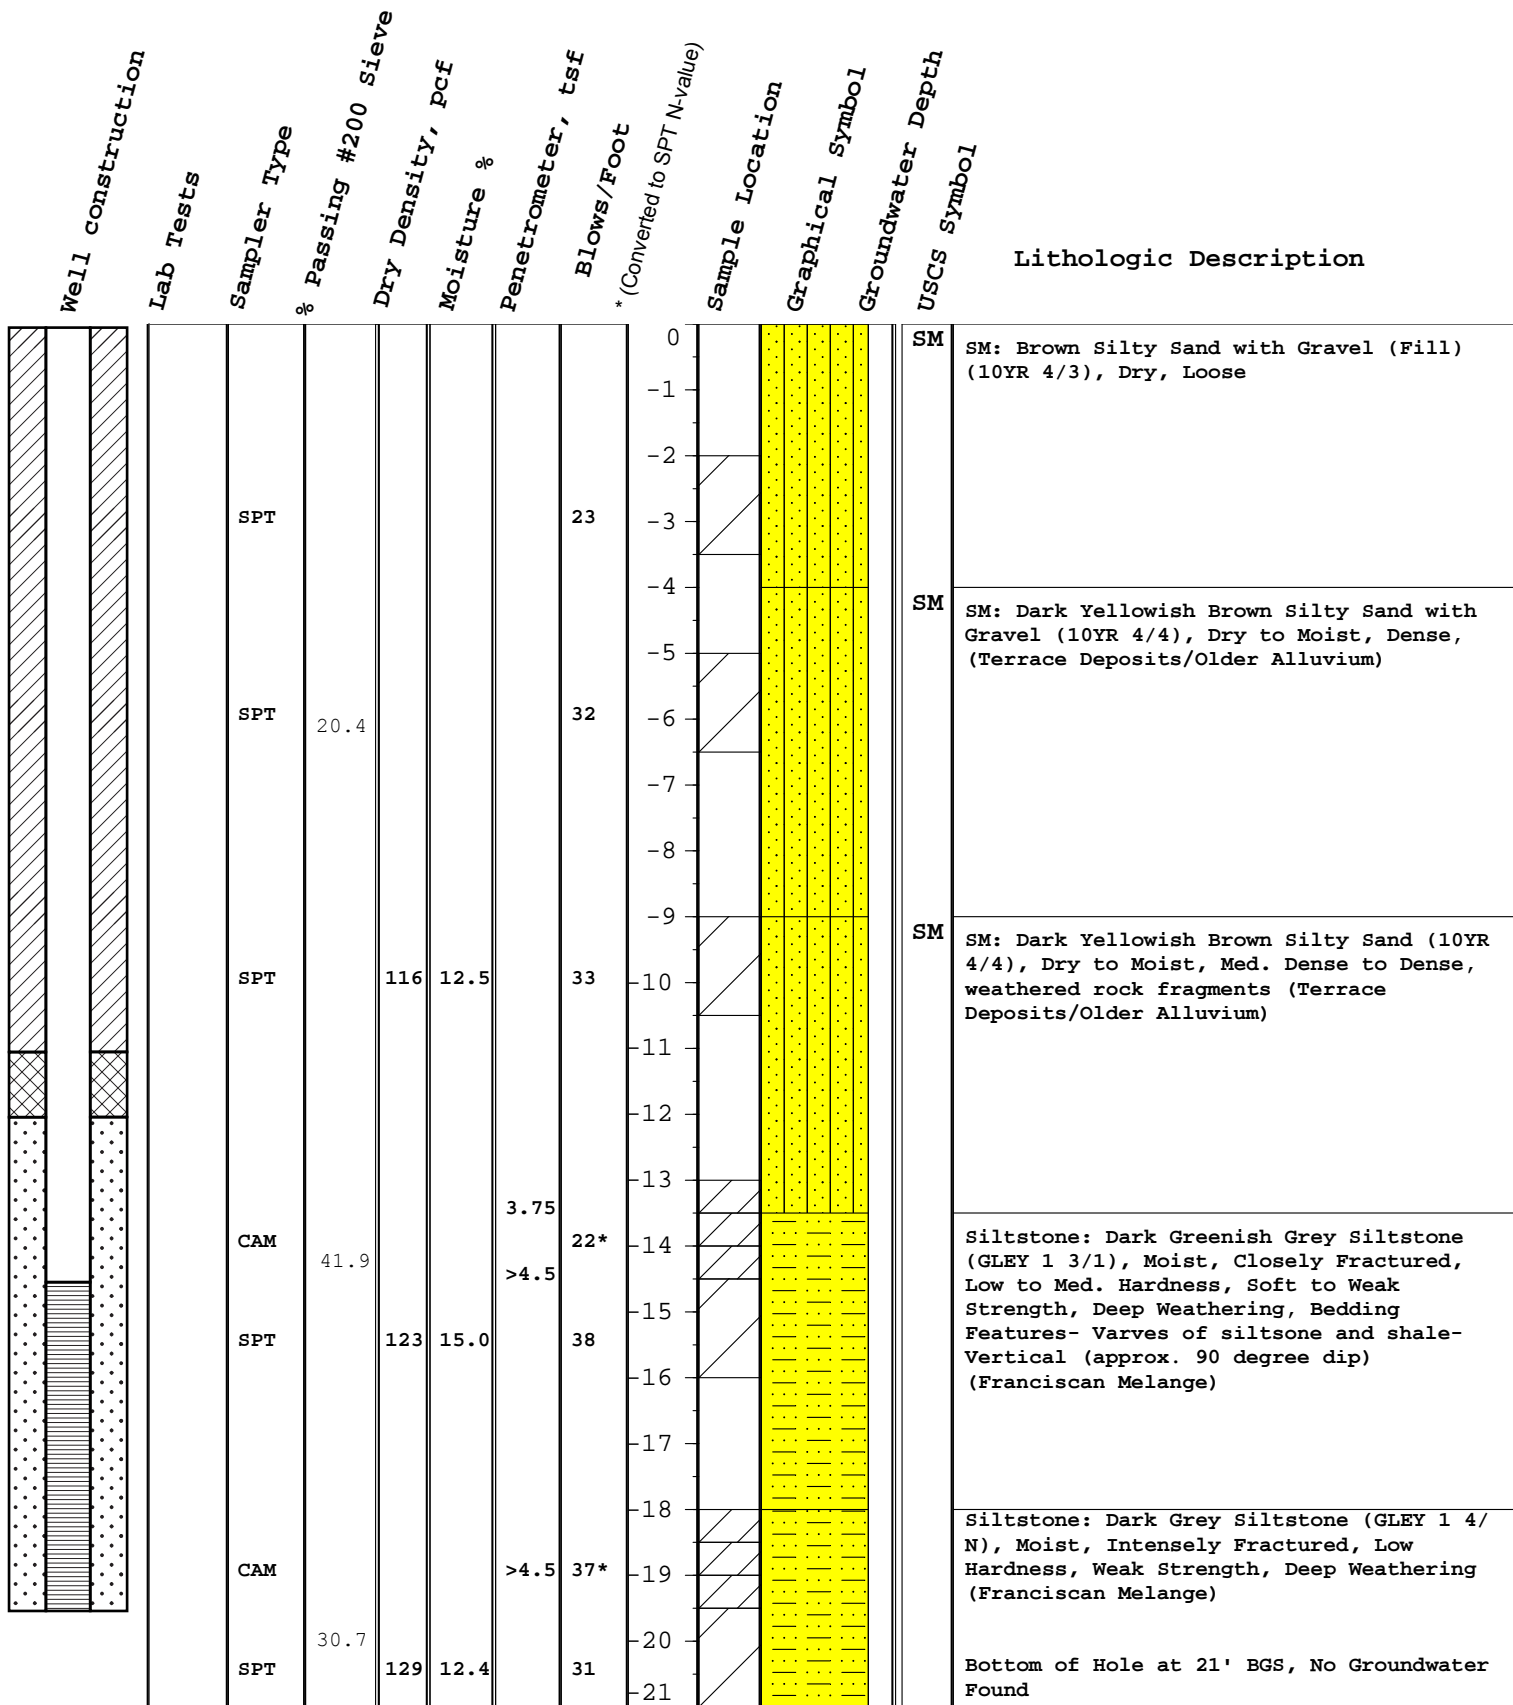 Well construction
Lab Tests
Sampler Type
% Passing #200 Sieve
Dry Density, pcf
Moisture %
Penetrometer, tsf
Blows/Foot
* (Converted to SPT N-value)
Sample Location
Graphical Symbol
Groundwater Depth
USCS Symbol
Lithologic Description
0
SM
SM: Brown Silty Sand with Gravel (Fill)
(10YR 4/3), Dry, Loose
-1
-2
SPT
23
-3
-4
SM
SM: Dark Yellowish Brown Silty Sand with
Gravel (10YR 4/4), Dry to Moist, Dense,
(Terrace Deposits/Older Alluvium)
-5
SPT
20.4
32
-6
-7
-8
-9
SM
SM: Dark Yellowish Brown Silty Sand (10YR
4/4), Dry to Moist, Med. Dense to Dense,
weathered rock fragments (Terrace
Deposits/Older Alluvium)
SPT
116
12.5
33
-10
-11
-12
-13
3.75
CAM
41.9
22*
>4.5
-14
Siltstone: Dark Greenish Grey Siltstone
(GLEY 1 3/1), Moist, Closely Fractured,
Low to Med. Hardness, Soft to Weak
Strength, Deep Weathering, Bedding
Features- Varves of siltsone and shale-
Vertical (approx. 90 degree dip)
(Franciscan Melange)
-15
SPT
123
15.0
38
-16
-17
-18
Siltstone: Dark Grey Siltstone (GLEY 1 4/
N), Moist, Intensely Fractured, Low
Hardness, Weak Strength, Deep Weathering
(Franciscan Melange)
CAM
>4.5
37*
-19
30.7
-20
SPT
129
12.4
31
-21
Bottom of Hole at 21' BGS, No Groundwater
Found